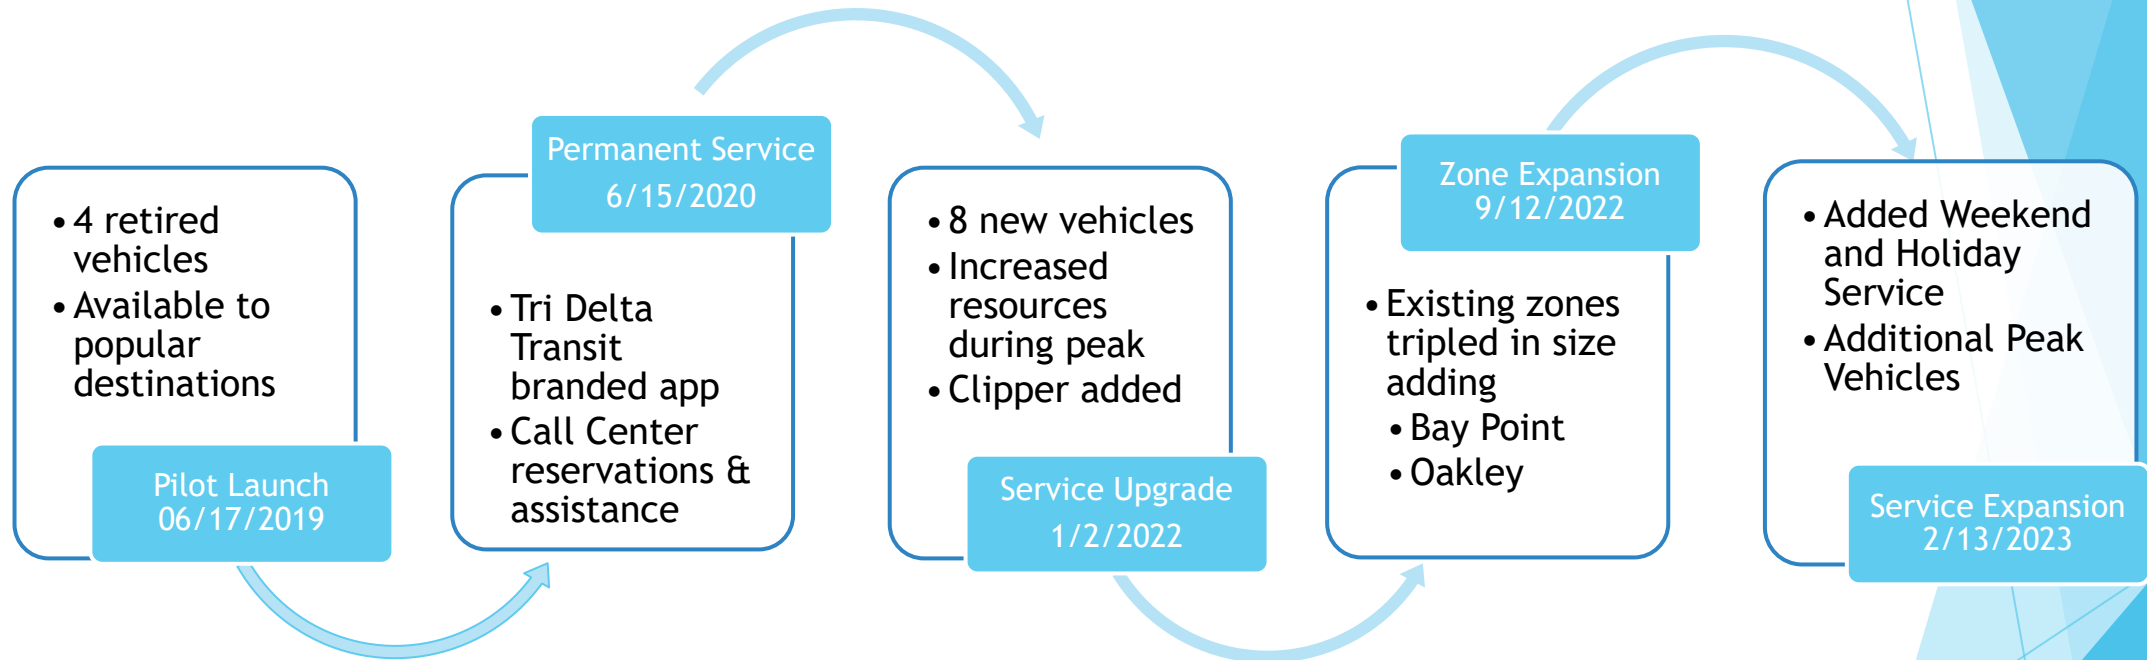 • 4 retired
vehicles
• Available to
popular
destinations
Pilot Launch
06/17/2019
Permanent Service
6/15/2020
• Tri Delta
Transit
branded app
• Call Center
reservations &
assistance
• 8 new vehicles
• Increased
resources
during peak
• Clipper added
Service Upgrade
1/2/2022
Zone Expansion
9/12/2022
• Existing zones
tripled in size
adding
• Bay Point
• Oakley
• Added Weekend
and Holiday
Service
• Additional Peak
Vehicles
Service Expansion
2/13/2023